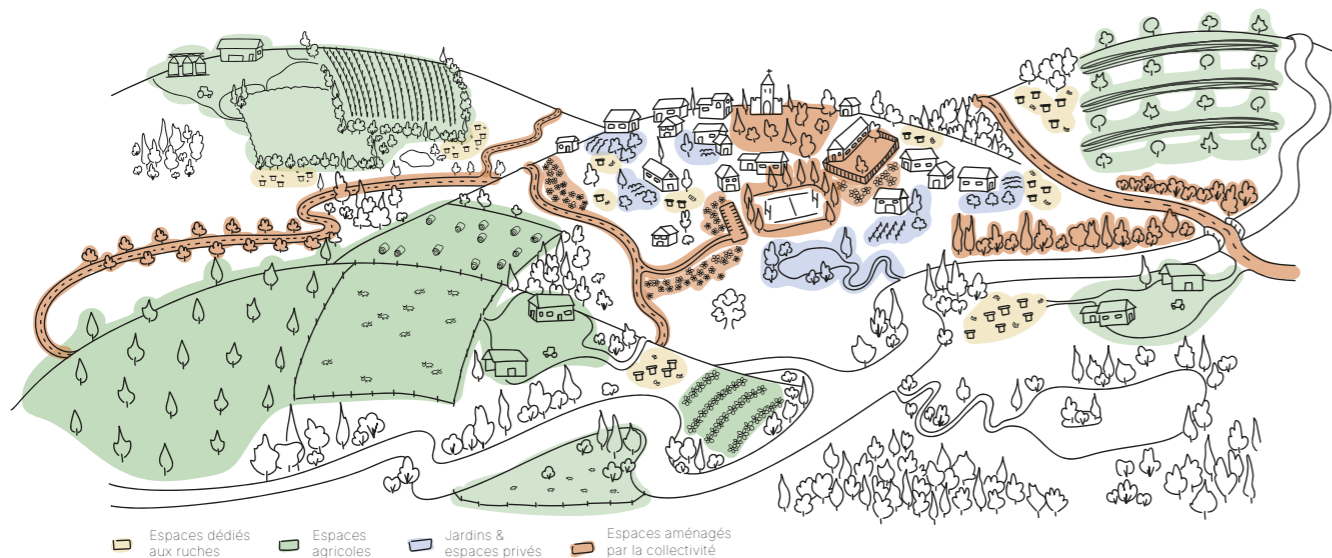 Espaces dédiés
aux ruches
Espaces
agricoles
Jardins &
espaces privés
Espaces aménagés
par la collectivité